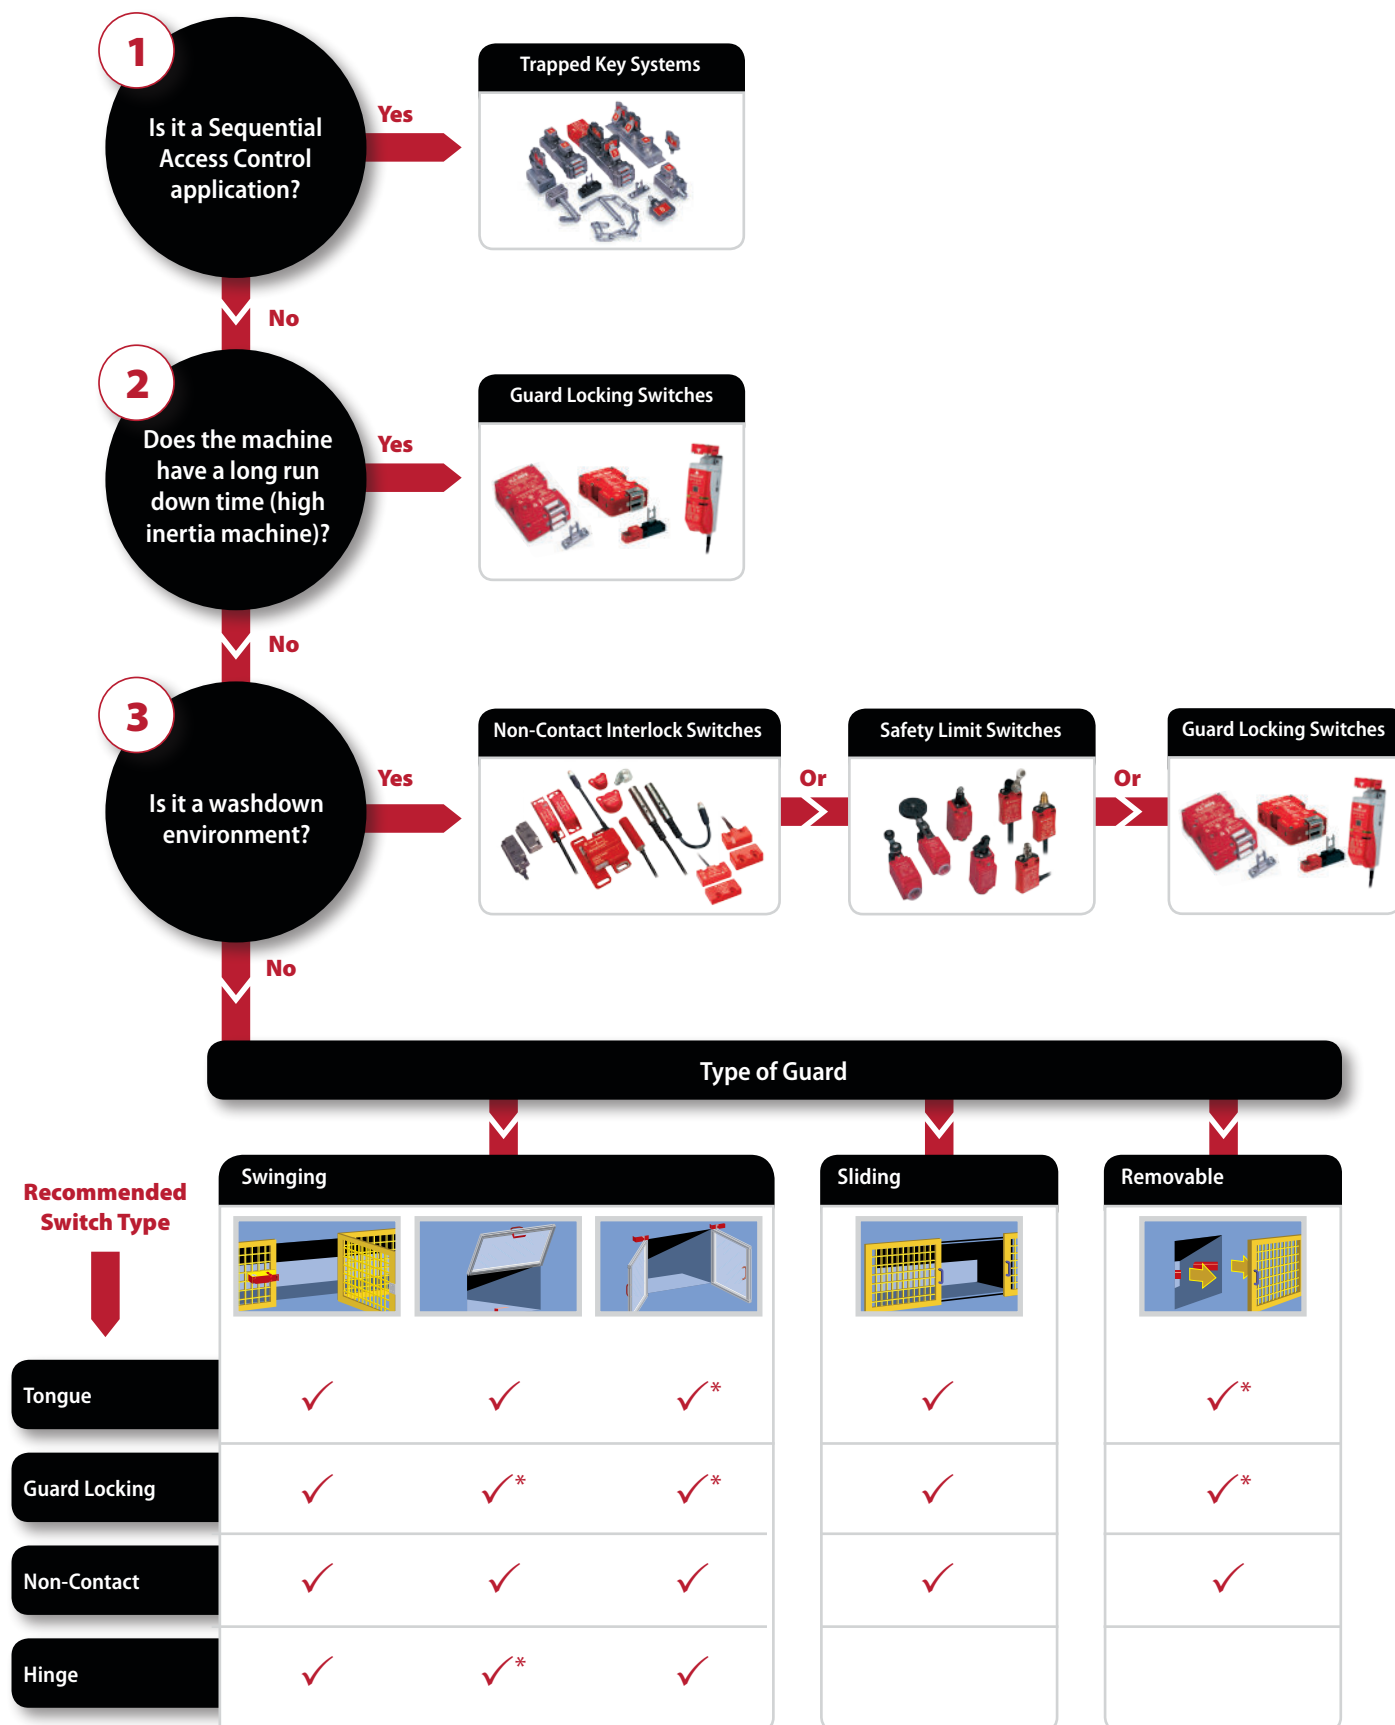 1
Is it a Sequential
Access Control
application?
Yes
Trapped Key Systems
No
2
Does the machine
have a long run
down time (high
inertia machine)?
Yes
Guard Locking Switches
No
3
Is it a washdown
environment?
Yes
Non-Contact Interlock Switches
Or
Safety Limit Switches
Or
Guard Locking Switches
No
Type of Guard
Recommended
Switch Type
Swinging
Sliding
Removable
Tongue ✓ ✓ ✓* ✓ ✓*
Guard Locking ✓ ✓* ✓* ✓ ✓*
Non-Contact ✓ ✓ ✓ ✓ ✓
Hinge ✓ ✓* ✓